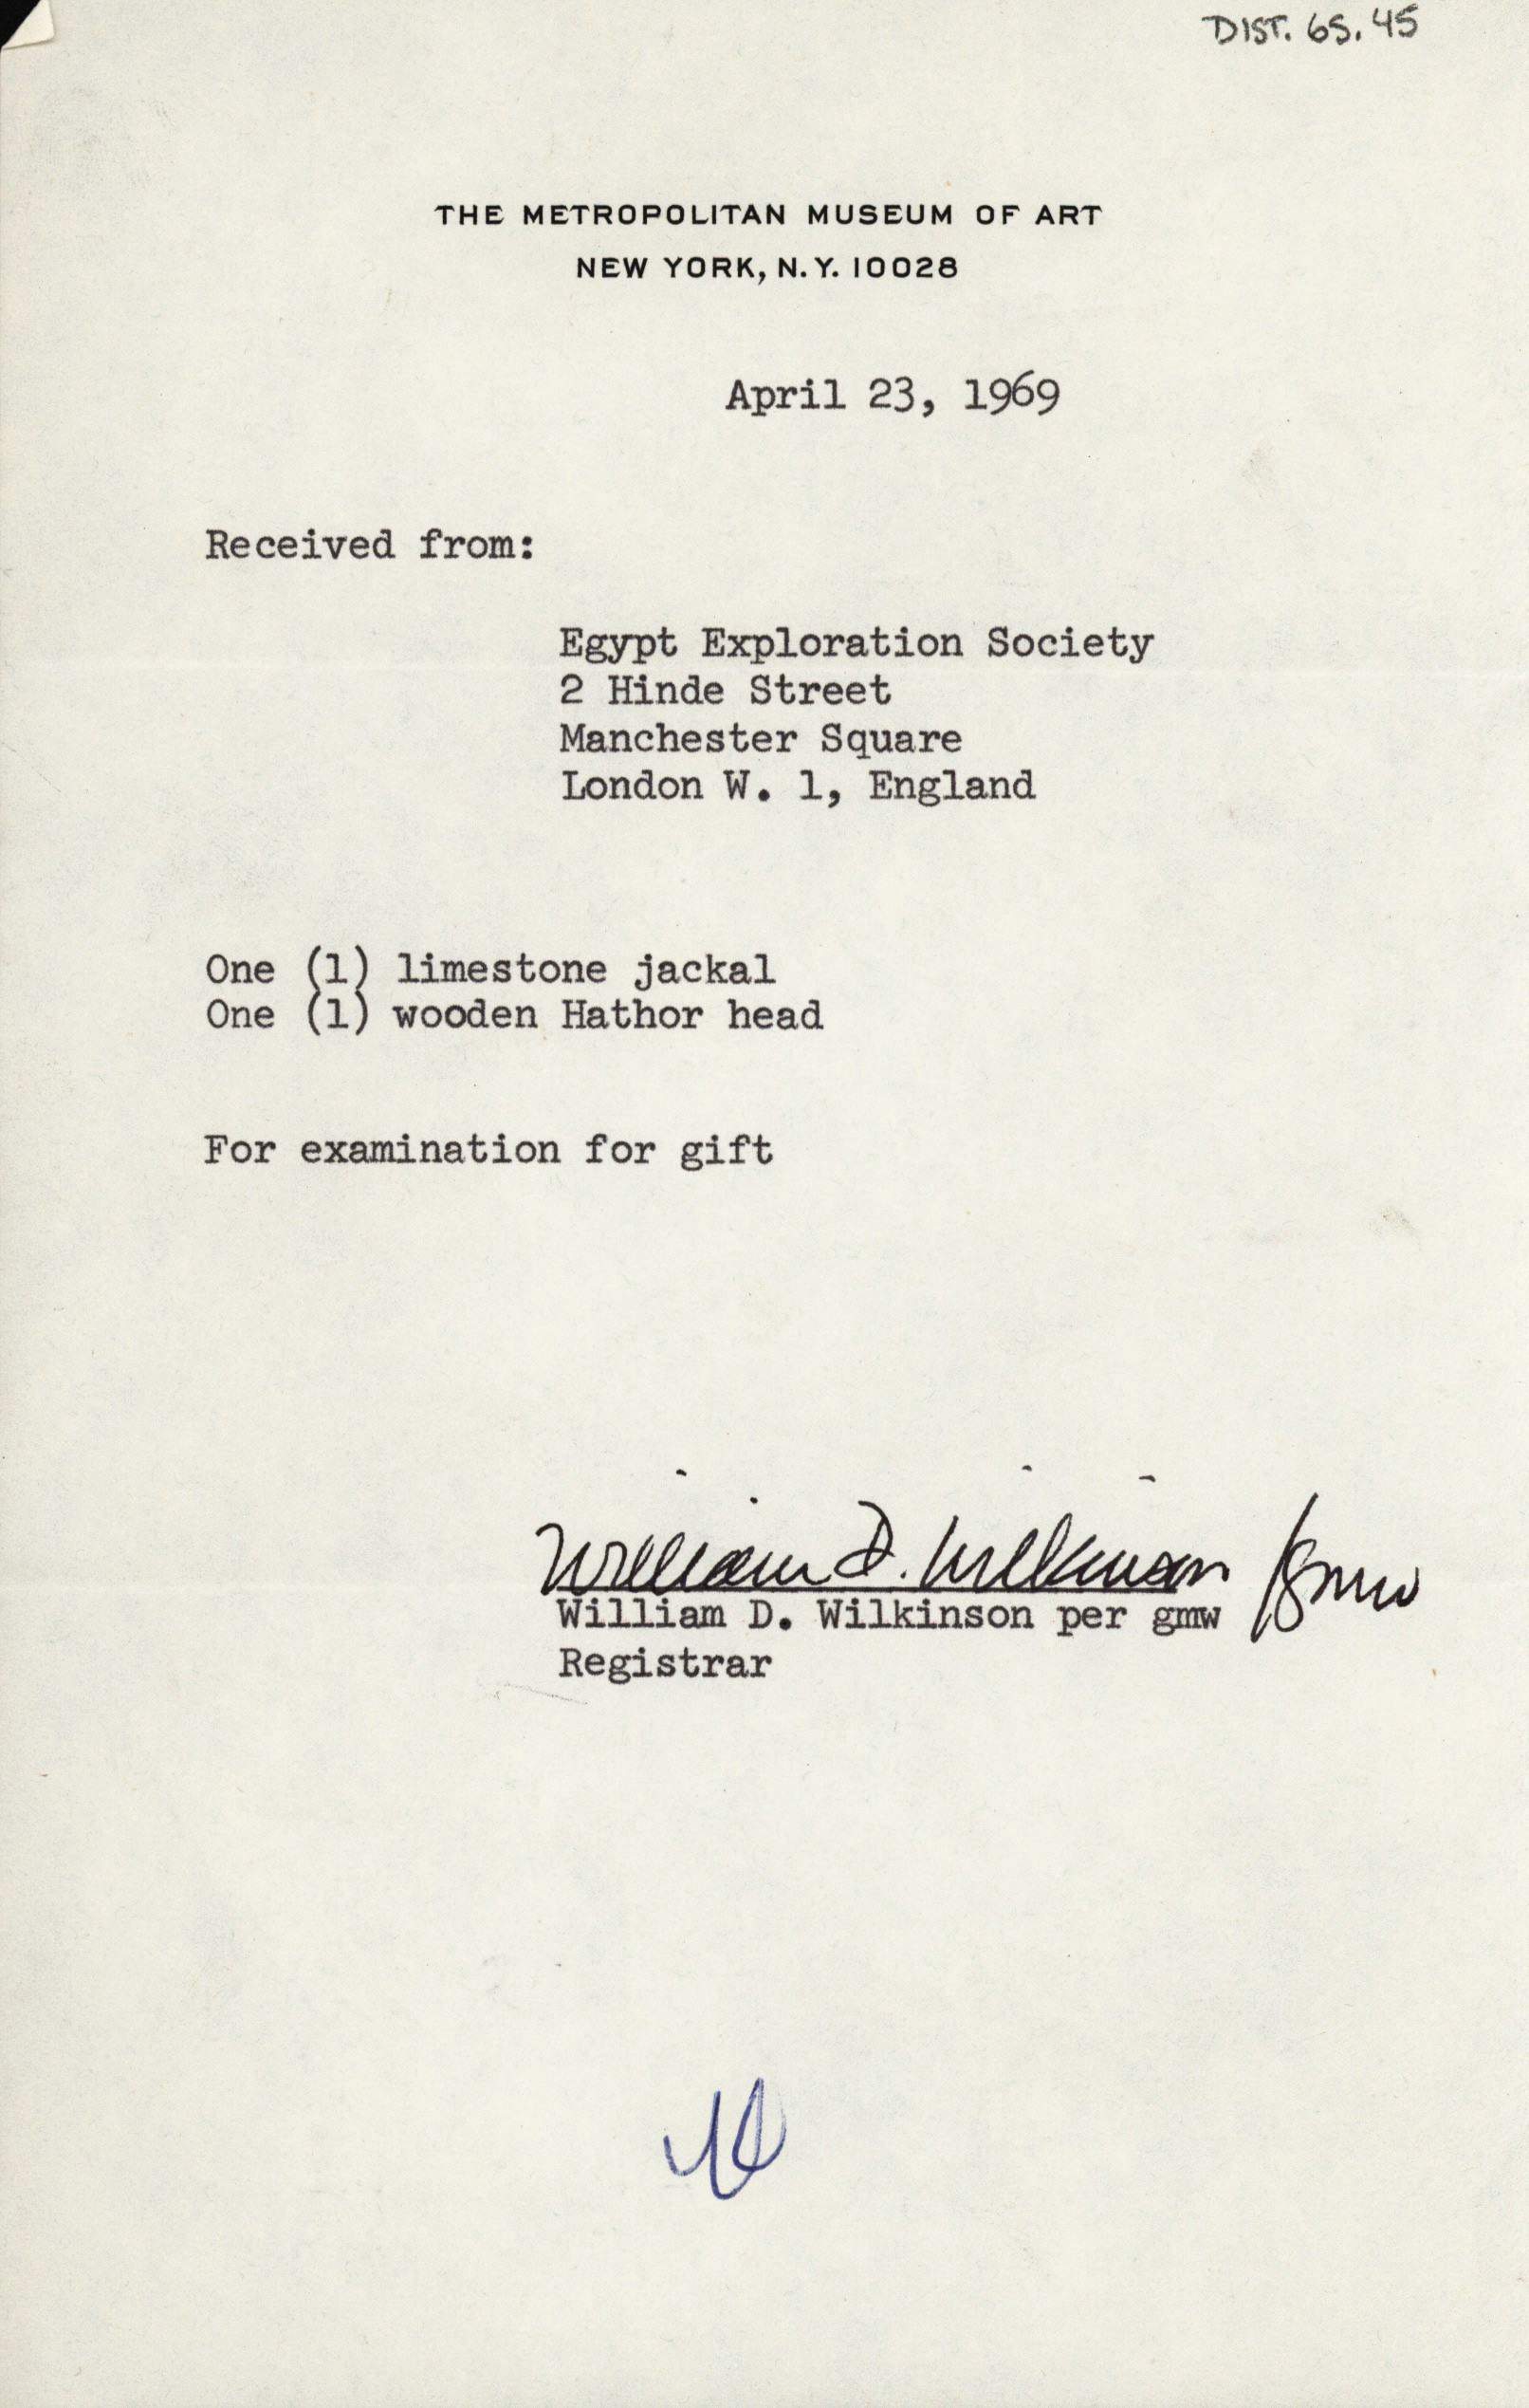 DIST. 65. 45
THE METROPOLITAN MUSEUM OF ART
NEW YORK, N.Y. 10028
April 23, 1969
Received from:
Egypt Exploration Society
2 Hinde Street
Manchester Square
London W. 1, England
One (1) limestone jackal
One (1) wooden Hathor head
For examination for gift
William D. Wilkinson /gmw
William D. Wilkinson per gmw
Registrar